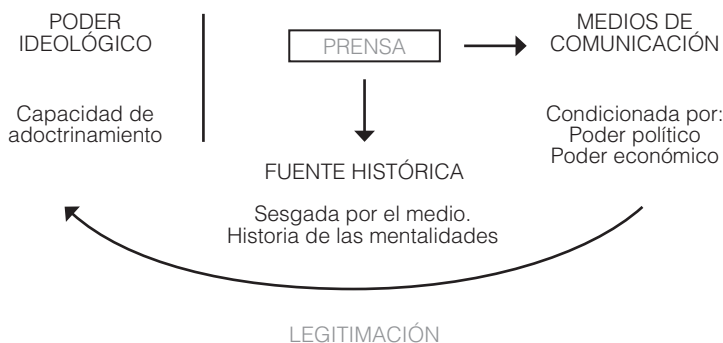 PODER
IDEOLÓGICO
Capacidad de
adoctrinamiento
PRENSA
FUENTE HISTÓRICA
Sesgada por el medio.
Historia de las mentalidades
MEDIOS DE
COMUNICACIÓN
Condicionada por:
Poder político
Poder económico
LEGITIMACIÓN